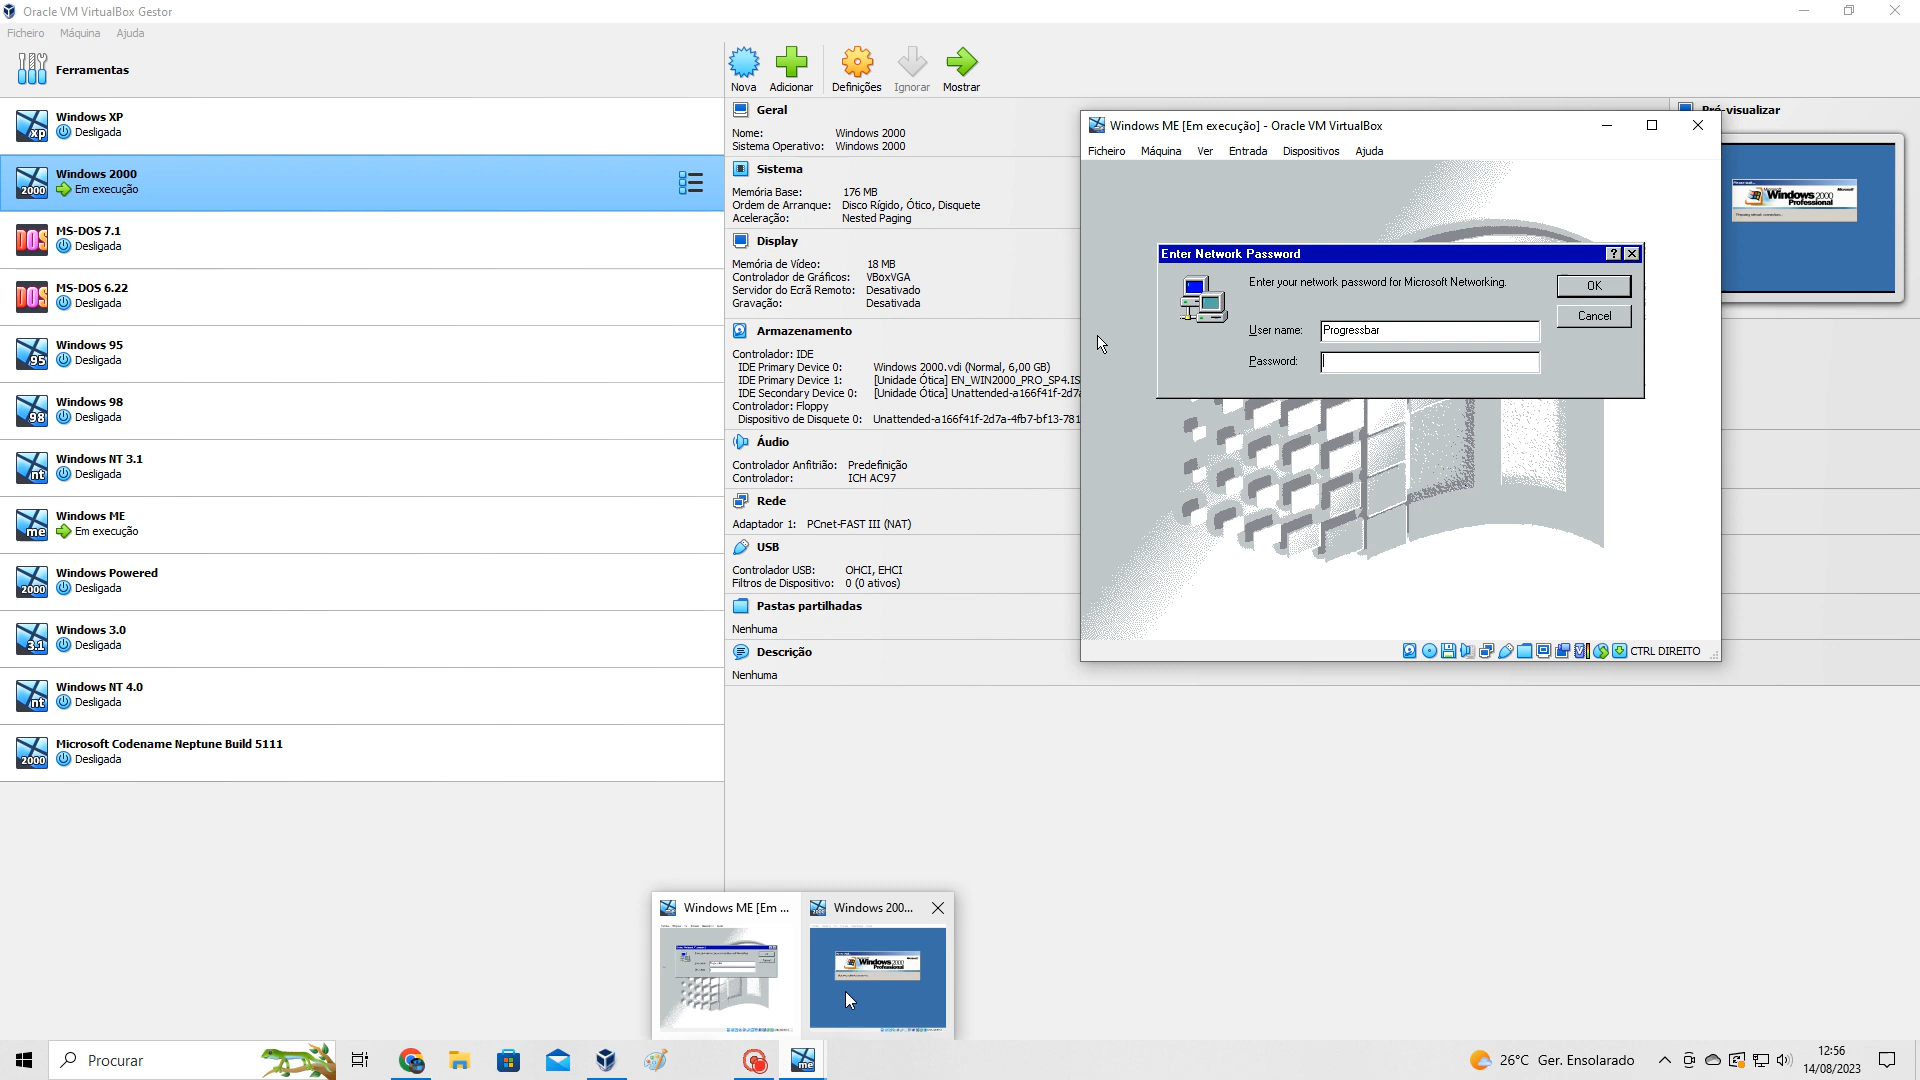 Oracle VM VirtualBox Gestor
Ficheiro Máquina Ajuda
Ferramentas
Windows XP
Desligada
Windows 2000
Em execução
MS-DOS 7.1
Desligada
MS-DOS 6.22
Desligada
Windows 95
Desligada
Windows 98
Desligada
Windows NT 3.1
Desligada
Windows ME
Em execução
Windows Powered
Desligada
Windows 3.0
Desligada
Windows NT 4.0
Desligada
Microsoft Codename Neptune Build 5111
Desligada
Nova Adicionar Definições Ignorar Mostrar
Geral
Nome: Windows 2000
Sistema Operativo: Windows 2000
Sistema
Memória Base: 176 MB
Ordem de Arranque: Disco Rígido, Ótico, Disquete
Aceleração: Nested Paging
Display
Memória de Vídeo: 18 MB
Controlador de Gráficos: VBoxVGA
Servidor do Ecrã Remoto: Desativado
Gravação: Desativada
Armazenamento
Controlador: IDE
IDE Primary Device 0: Windows 2000.vdi (Normal, 6,00 GB)
IDE Primary Device 1: [Unidade Ótica] EN_WIN2000_PRO_SP4.IS
IDE Secondary Device 0: [Unidade Ótica] Unattended-a166f41f-2d7a
Controlador: Floppy
Dispositivo de Disquete 0: Unattended-a166f41f-2d7a-4fb7-bf13-781
Áudio
Controlador Anfitrião: Predefinição
Controlador: ICH AC97
Rede
Adaptador 1: PCnet-FAST III (NAT)
USB
Controlador USB: OHCI, EHCI
Filtros de Dispositivo: 0 (0 ativos)
Pastas partilhadas
Nenhuma
Descrição
Nenhuma
Pré-visualizar
Microsoft
Windows 2000
Professional
Windows ME [Em execução] - Oracle VM VirtualBox
Ficheiro Máquina Ver Entrada Dispositivos Ajuda
Enter Network Password
Enter your network password for Microsoft Networking.
User name: Progressbar
Password:
OK
Cancel
CTRL DIREITO
Windows ME [Em ...
Windows 200...
Windows 2000
Professional
Procurar
26°C Ger. Ensolarado
12:56
14/08/2023